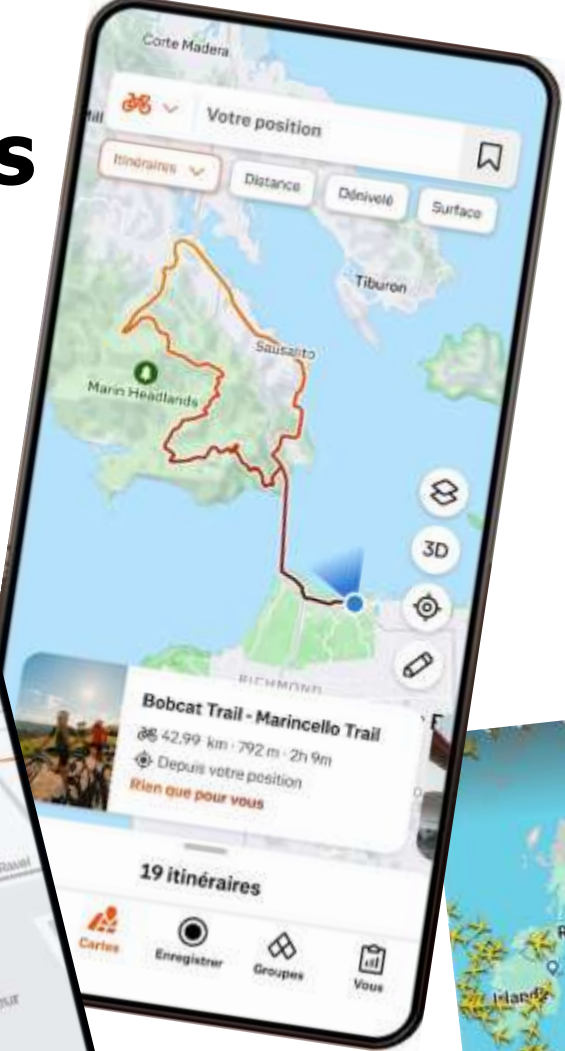 s
Corte Madera
Mill
Votre position
Itinéraires
Distance
Dénivelé
Surface
Tiburon
Sausalito
Marin Headlands
3D
RICHMOND
Bobcat Trail - Marincello Trail
42,99 km · 792 m · 2h 9m
Depuis votre position
Rien que pour vous
19 itinéraires
Cartes
Enregistrer
Groupes
Vous